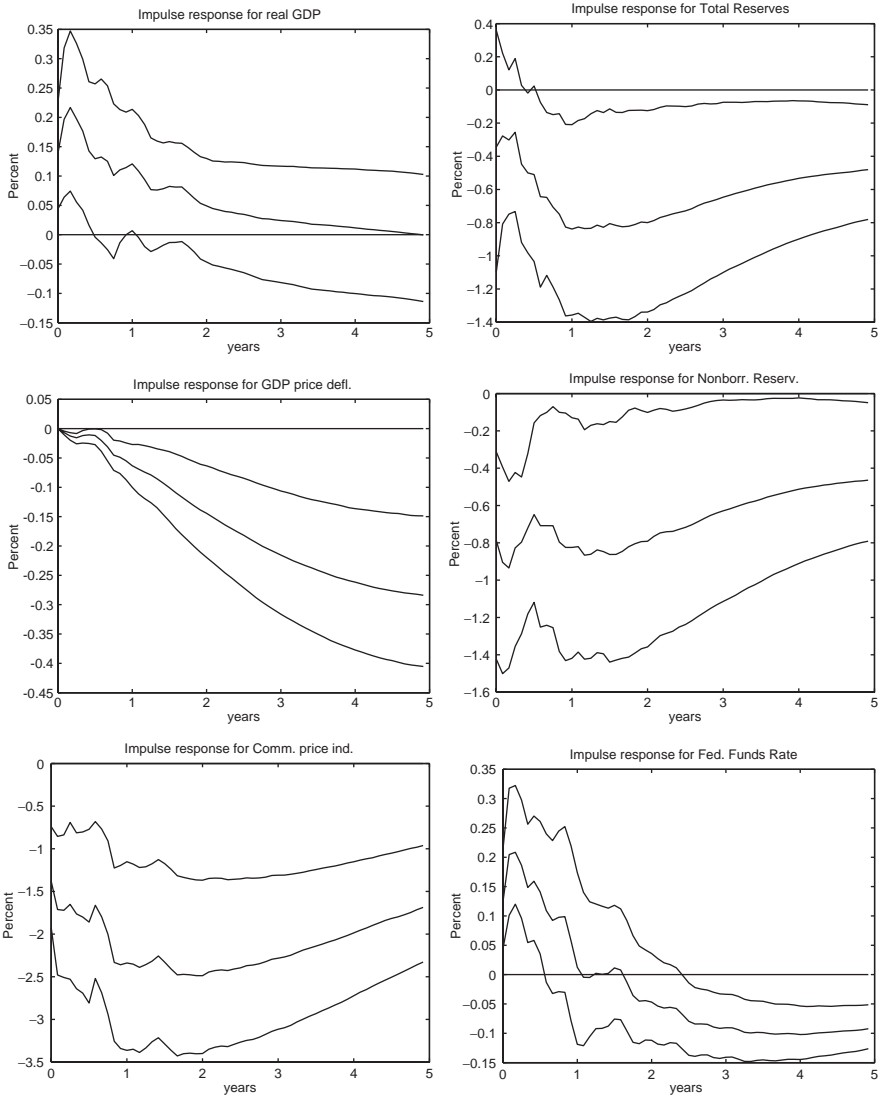 Impulse response for real GDP
0.35
0.3
0.25
0.2
0.15
0.1
0.05
0
−0.05
−0.1
−0.15
Percent
0 1 2 3 4 5
years
Impulse response for Total Reserves
0.4
0.2
0
−0.2
−0.4
−0.6
−0.8
−1
−1.2
−1.4
Percent
0 1 2 3 4 5
years
Impulse response for GDP price defl.
0.05
0
-0.05
-0.1
-0.15
-0.2
-0.25
-0.3
-0.35
-0.4
-0.45
Percent
0 1 2 3 4 5
years
Impulse response for Nonborr. Reserv.
0
−0.2
−0.4
−0.6
−0.8
−1
−1.2
−1.4
−1.6
Percent
0 1 2 3 4 5
years
Impulse response for Comm. price ind.
0
−0.5
−1
−1.5
−2
−2.5
−3
−3.5
Percent
0 1 2 3 4 5
years
Impulse response for Fed. Funds Rate
0.35
0.3
0.25
0.2
0.15
0.1
0.05
0
−0.05
−0.1
−0.15
Percent
0 1 2 3 4 5
years